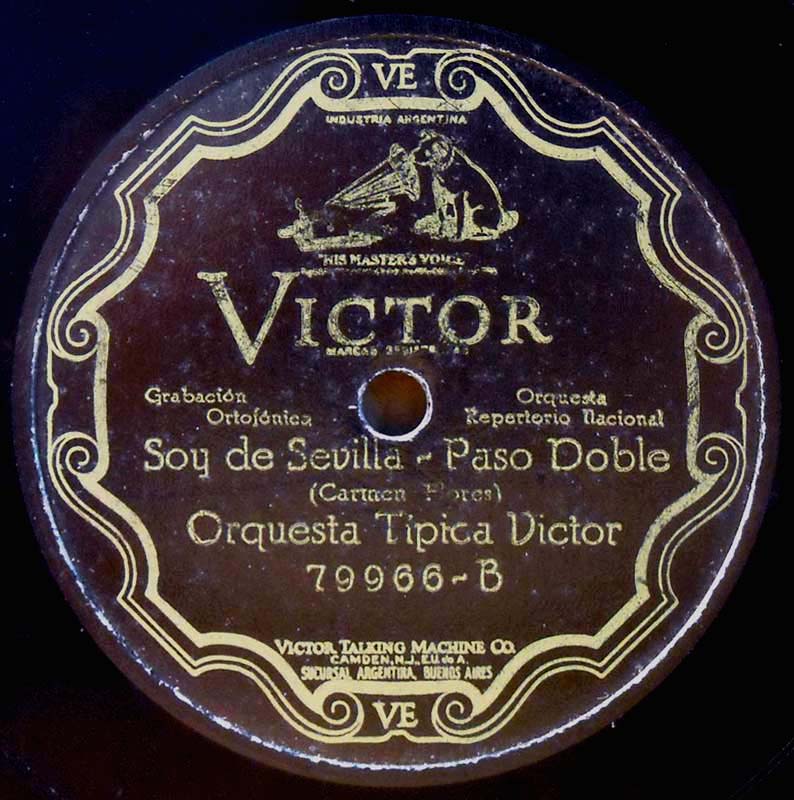 VE
INDUSTRIA ARGENTINA
"HIS MASTER'S VOICE"
VICTOR
MARCAS
Grabación Orquesta
Ortofónica Repertorio Nacional
Soy de Sevilla - Paso Doble
(Carmen Flores)
Orquesta Típica Victor
79966-B
VICTOR TALKING MACHINE CO.
CAMDEN, N.J., E.U. de A.
SUCURSAL ARGENTINA, BUENOS AIRES
VE